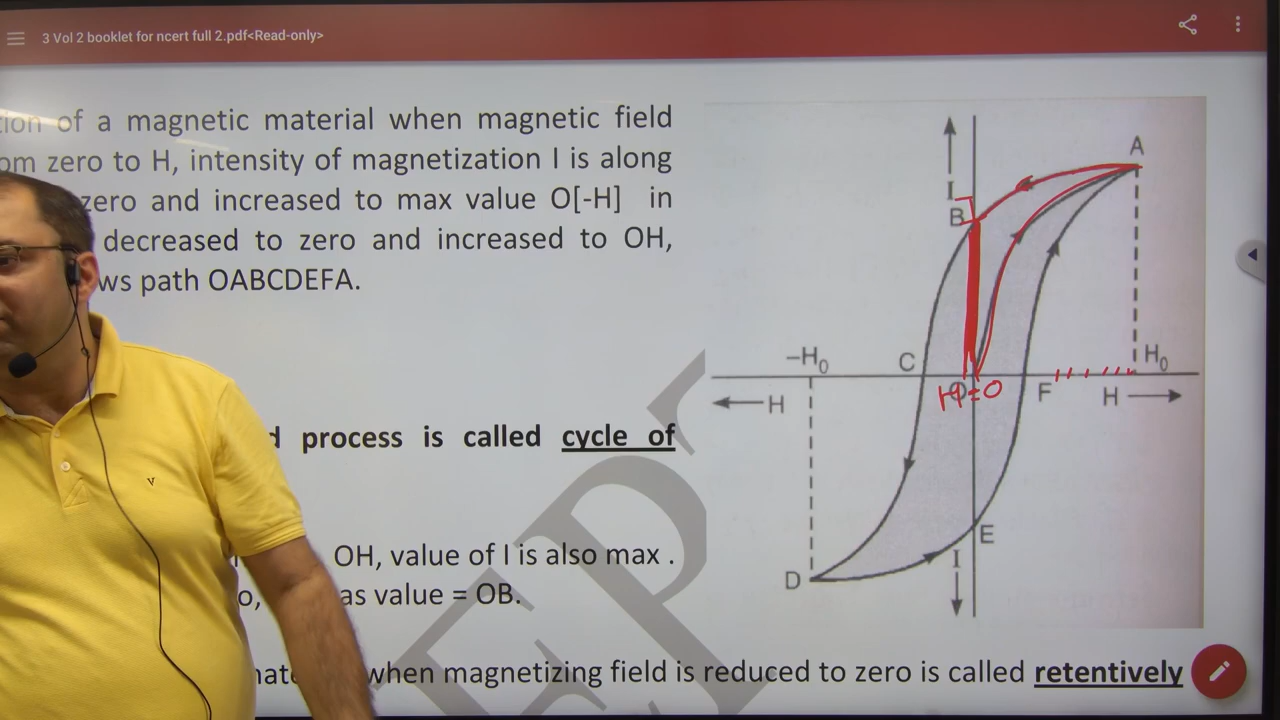 3 Vol 2 booklet for ncert full 2.pdf<Read-only>
tion of a magnetic material when magnetic field
om zero to H, intensity of magnetization I is along
zero and increased to max value O[-H] in
decreased to zero and increased to OH,
ws path OABCDEFA.
d process is called cycle of
OH, value of I is also max .
o, as value = OB.
when magnetizing field is reduced to zero is called retentively
A
I
B
−H₀
C
H=0
F
H₀
H
H
E
I
D
V